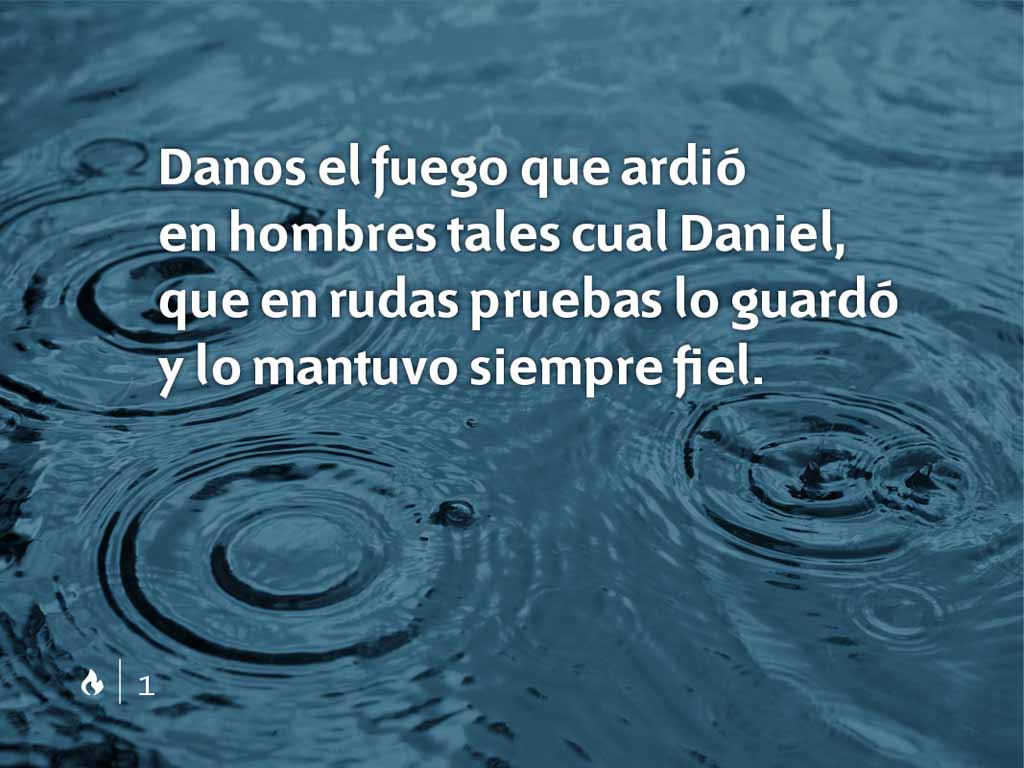 Danos el fuego que ardió
en hombres tales cual Daniel,
que en rudas pruebas lo guardó
y lo mantuvo siempre fiel.
1